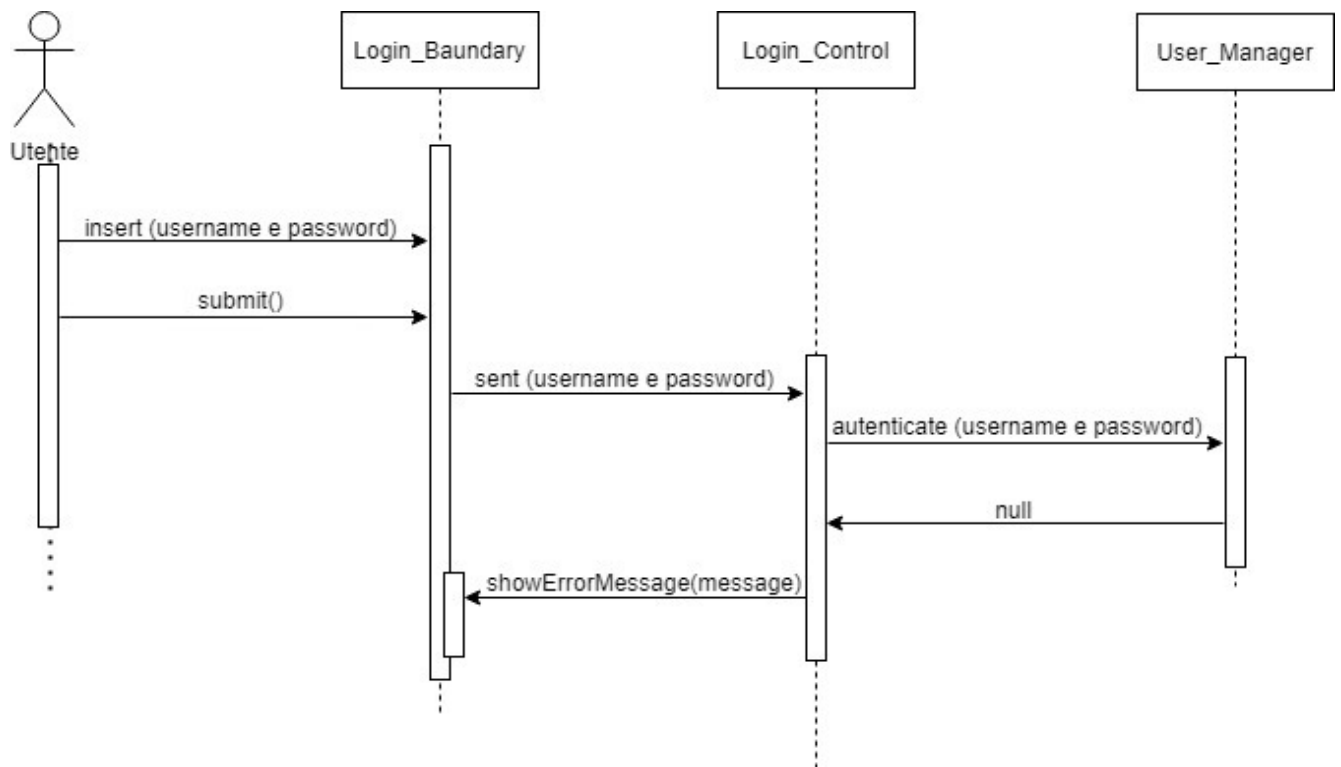 Login_Baundary
Login_Control
User_Manager
Utente
insert (username e password)
submit()
sent (username e password)
autenticate (username e password)
null
showErrorMessage(message)